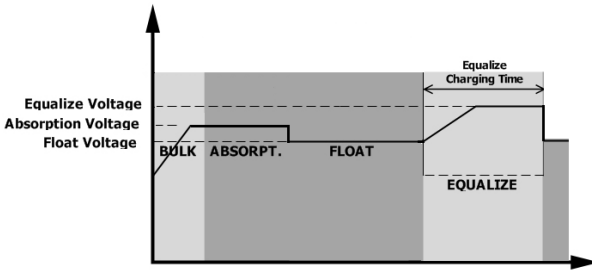 Equalize
Charging Time
Equalize Voltage
Absorption Voltage
Float Voltage
BULK ABSORPT. FLOAT
EQUALIZE